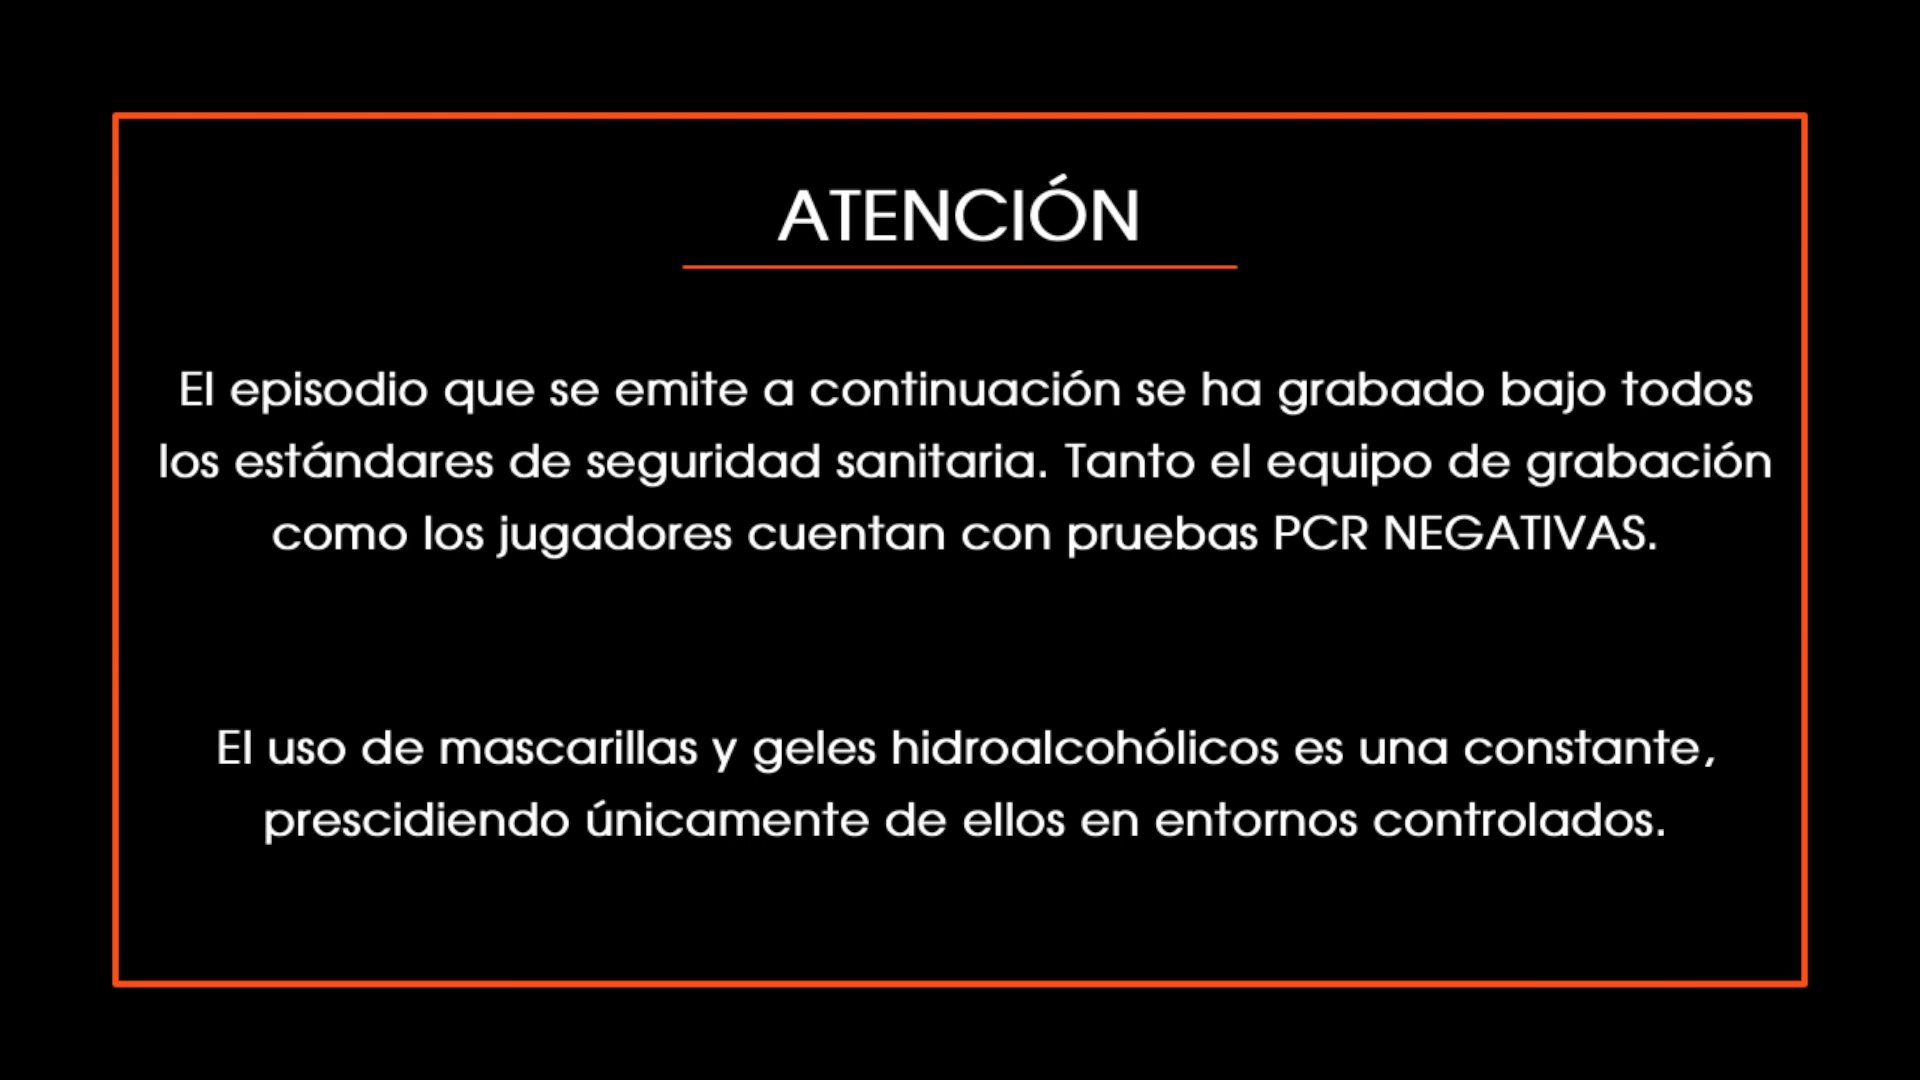 ATENCIÓN
El episodio que se emite a continuación se ha grabado bajo todos
los estándares de seguridad sanitaria. Tanto el equipo de grabación
como los jugadores cuentan con pruebas PCR NEGATIVAS.
El uso de mascarillas y geles hidroalcohólicos es una constante,
prescidiendo únicamente de ellos en entornos controlados.